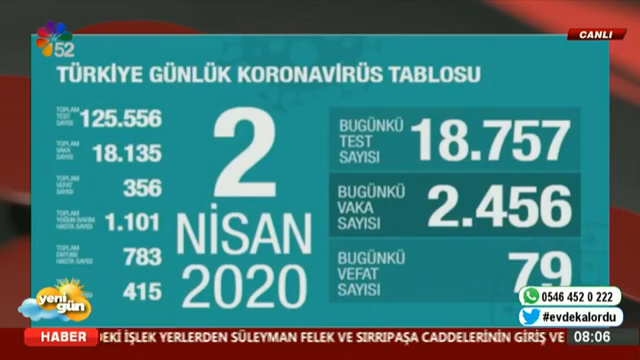 52
CANLI
TÜRKİYE GÜNLÜK KORONAVİRÜS TABLOSU
TOPLAM
TEST
SAYISI
125.556
TOPLAM
VAKA
SAYISI
18.135
TOPLAM
VEFAT
SAYISI
356
TOPLAM
YOĞUN BAKIM
HASTA SAYISI
1.101
TOPLAM
ENTUBE
HASTA SAYISI
783
415
2
NİSAN
2020
BUGÜNKÜ
TEST
SAYISI
18.757
BUGÜNKÜ
VAKA
SAYISI
2.456
BUGÜNKÜ
VEFAT
SAYISI
79
yeni
gün
0546 452 0 222
#evdekalordu
HABER
DEKİ İŞLEK YERLERDEN SÜLEYMAN FELEK VE SIRRIPAŞA CADDELERİNİN GİRİŞ VE
08:06